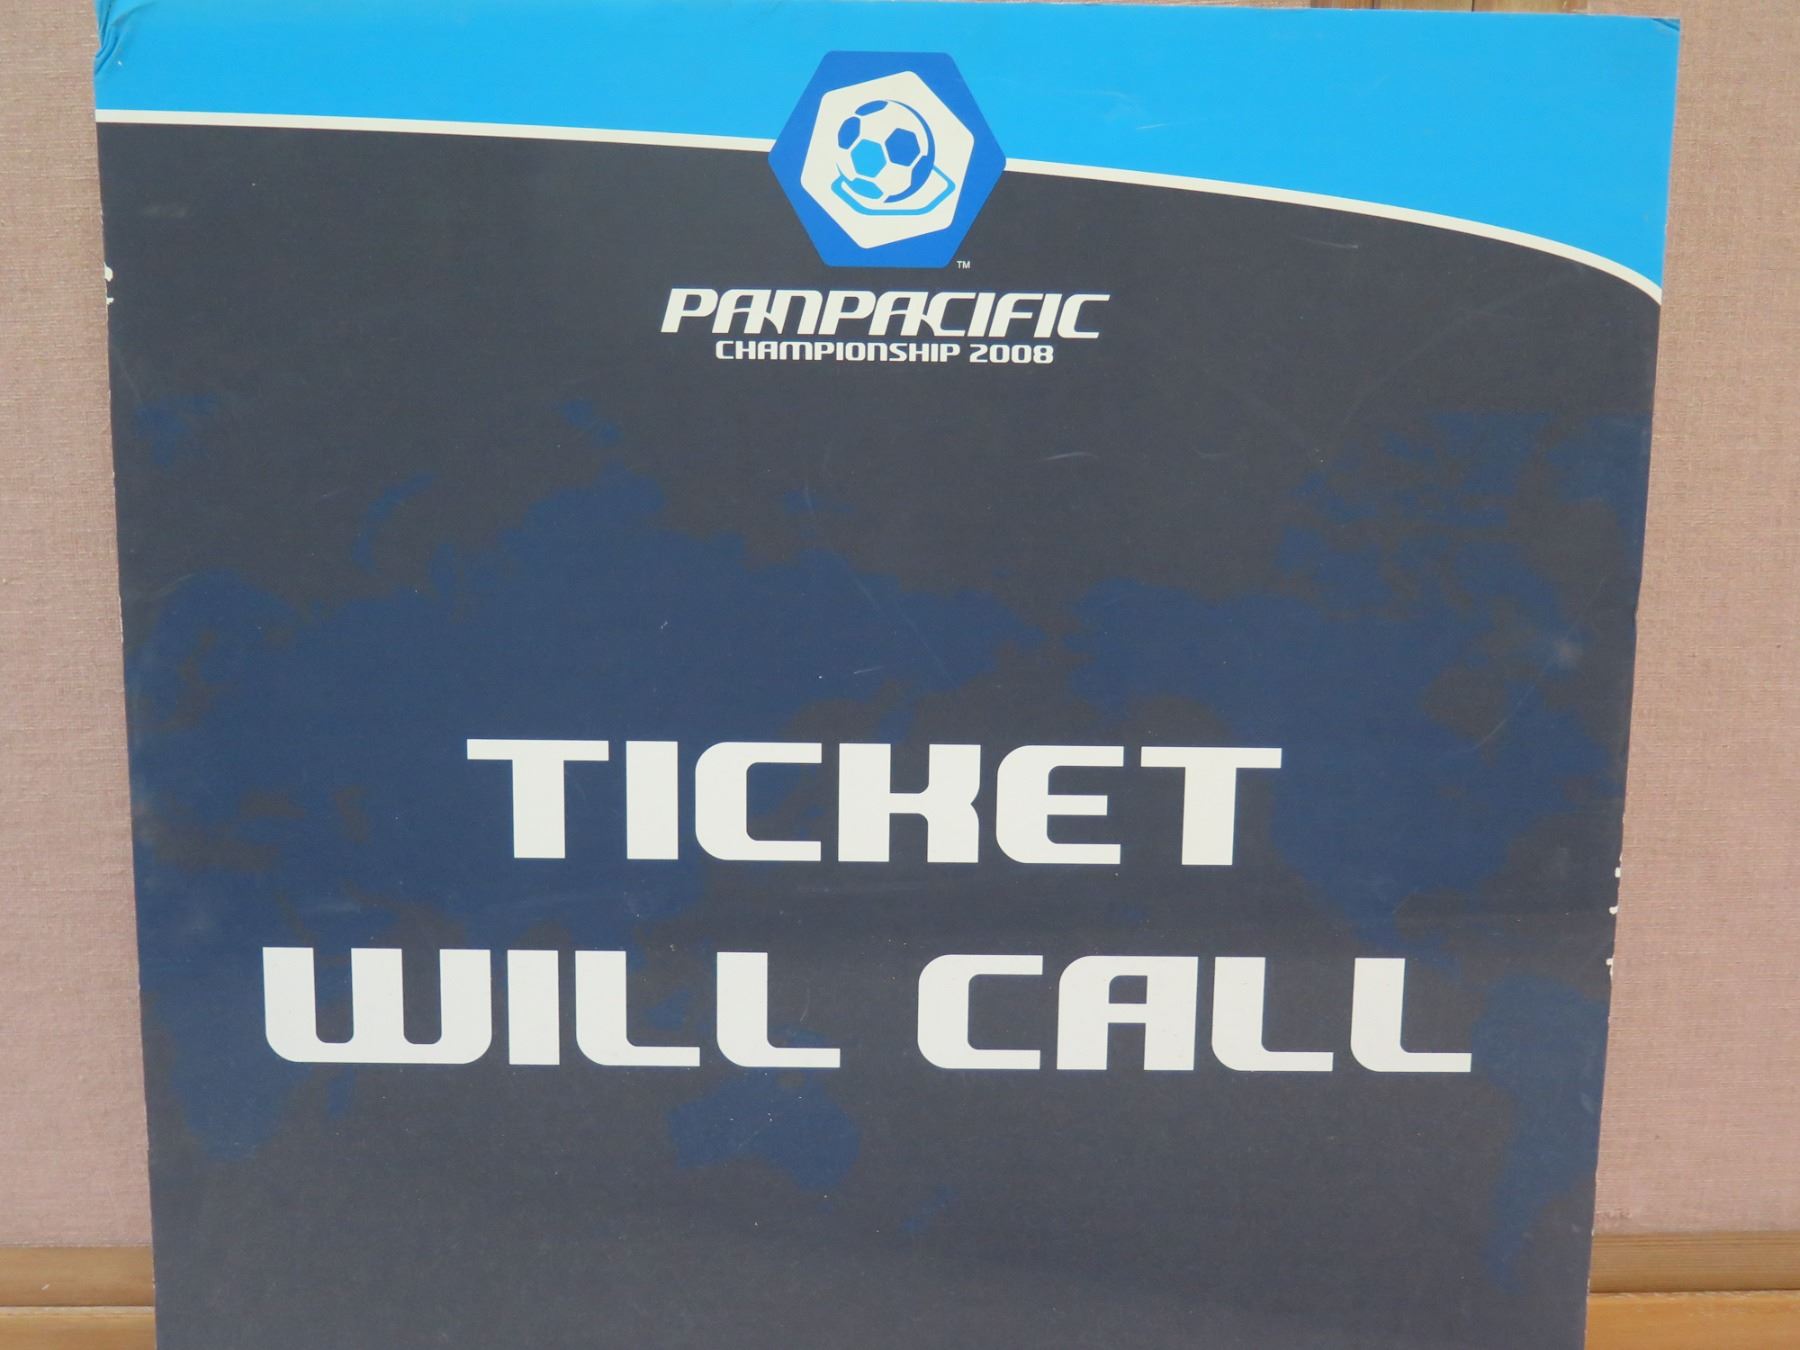 TM
PANPACIFIC
CHAMPIONSHIP 2008
TICKET
WILL CALL